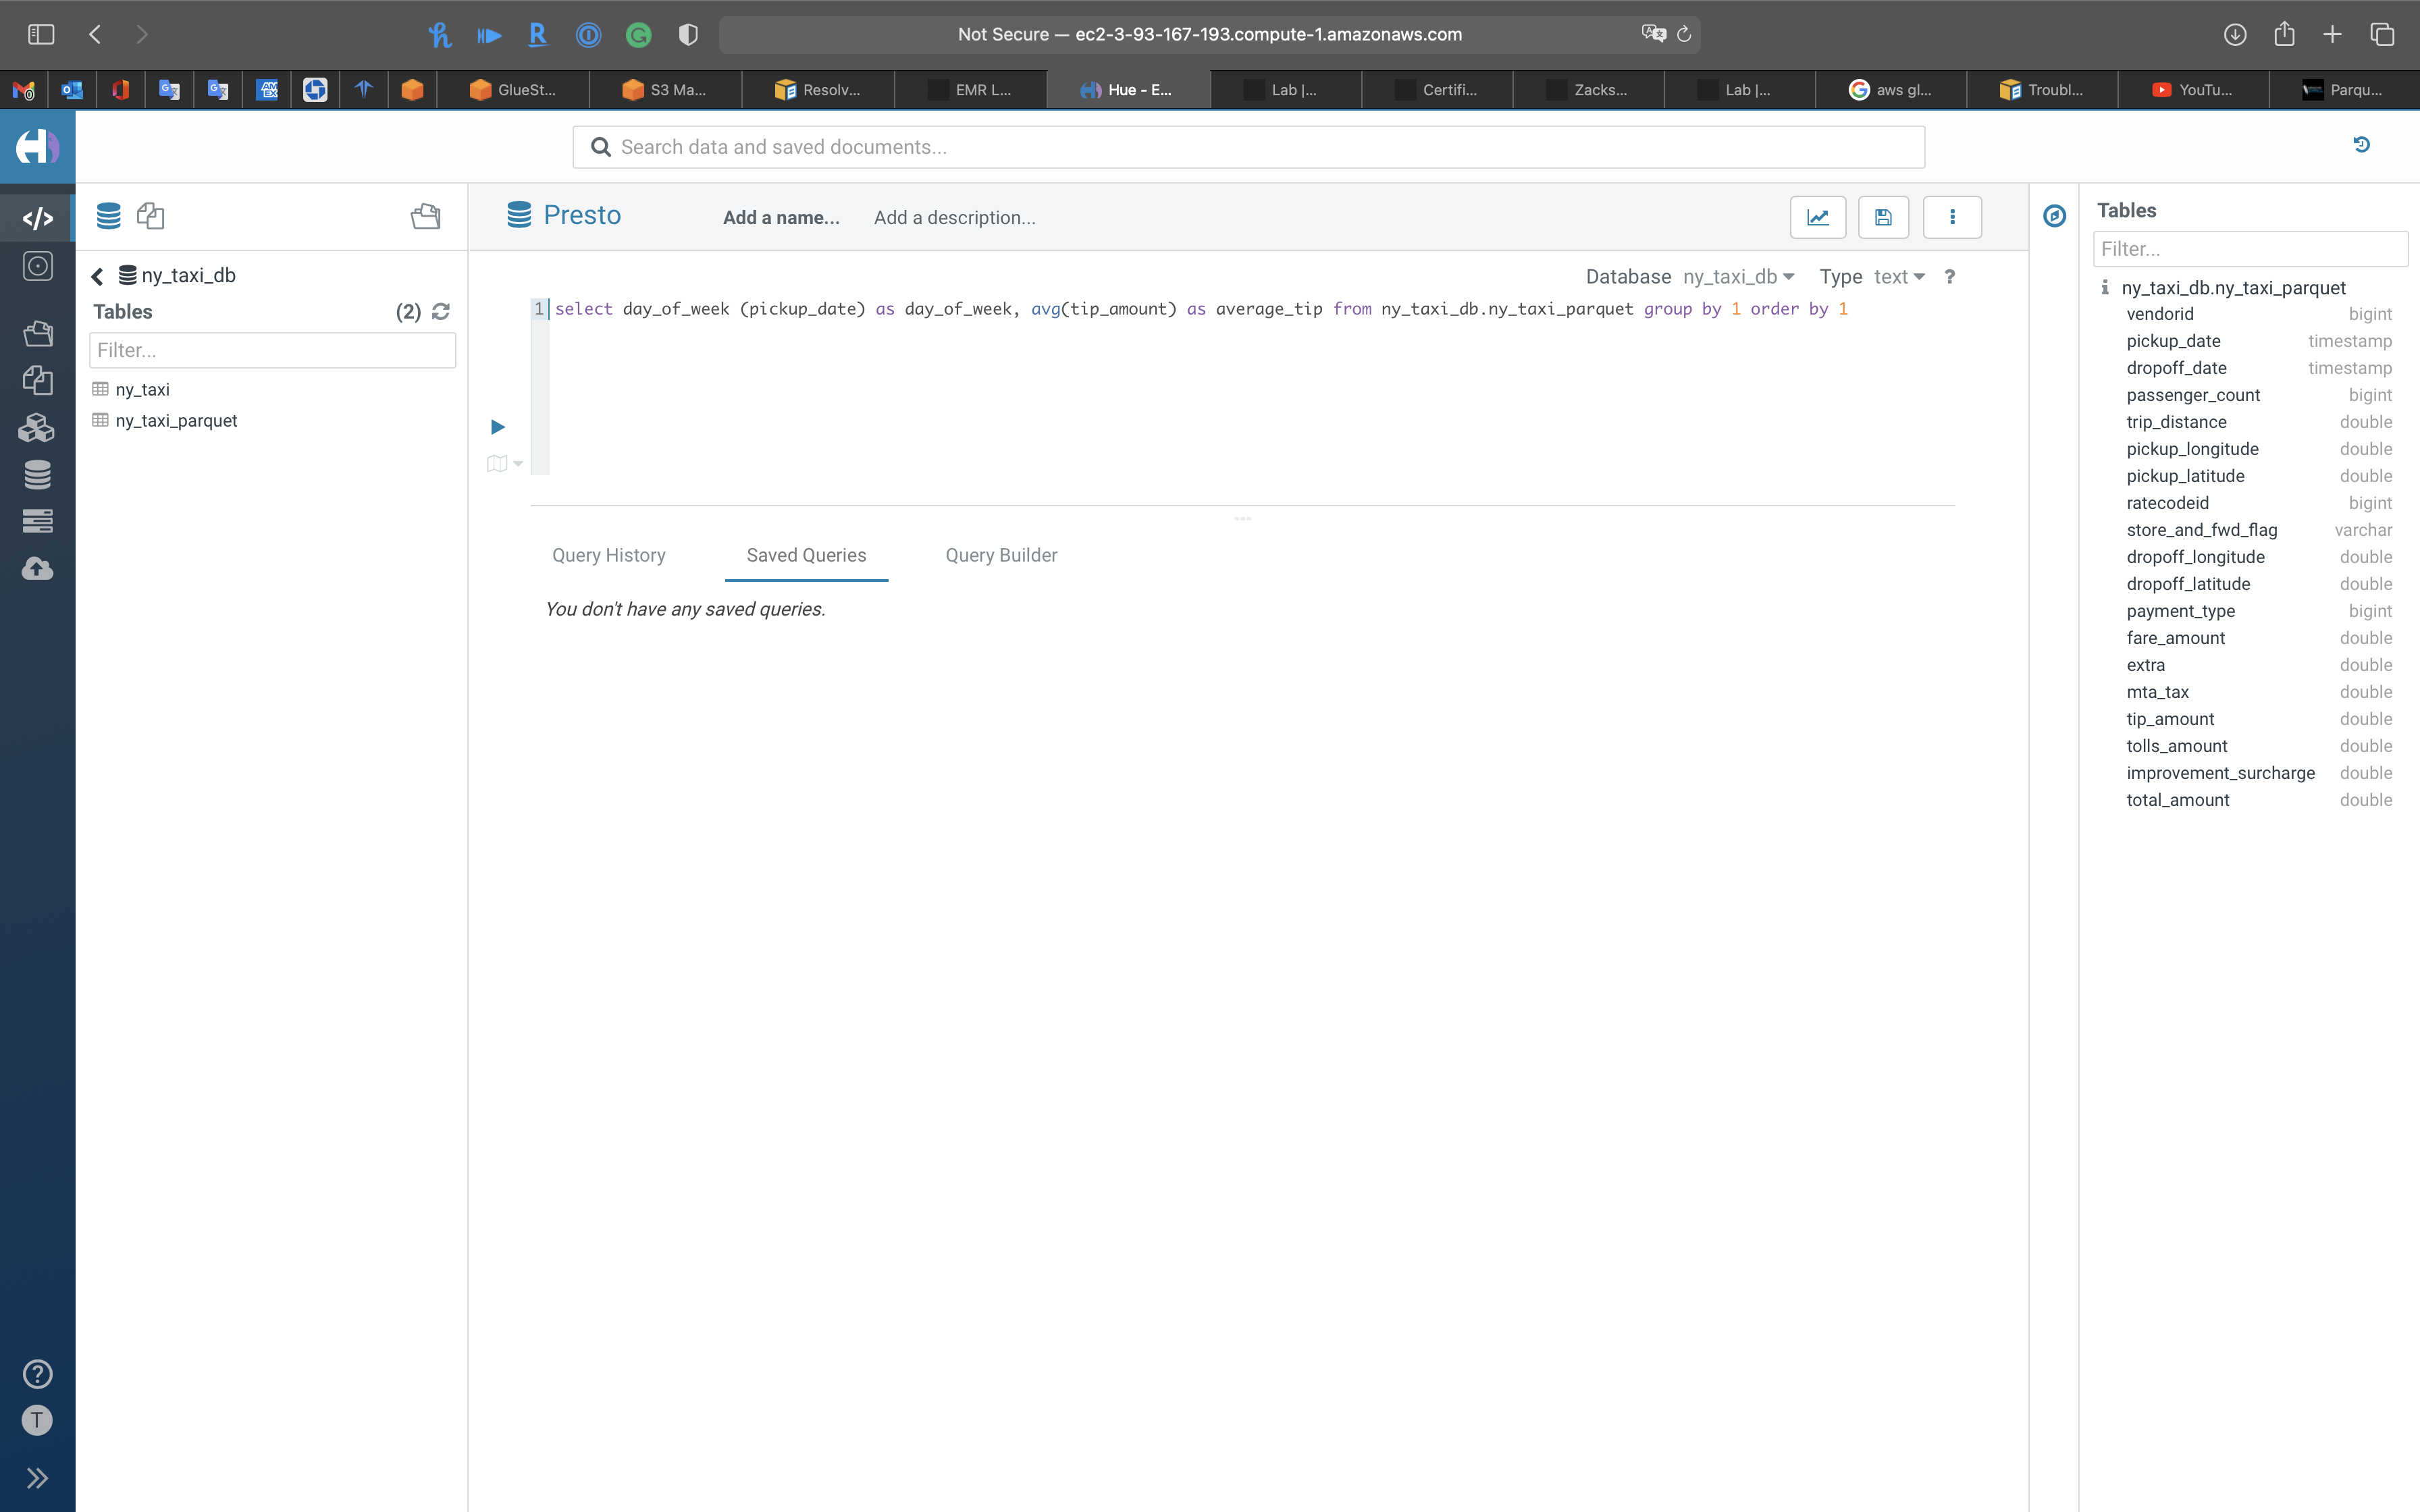 Not Secure — ec2-3-93-167-193.compute-1.amazonaws.com
GlueSt...
S3 Ma...
Resolv...
EMR L...
Hue - E...
Lab |...
Certifi...
Zacks...
Lab |...
aws gl...
Troubl...
YouTu...
Parqu...
Search data and saved documents...
Presto
Add a name...
Add a description...
ny_taxi_db
Tables
(2)
Filter...
ny_taxi
ny_taxi_parquet
Database ny_taxi_db Type text ?
1 select day_of_week (pickup_date) as day_of_week, avg(tip_amount) as average_tip from ny_taxi_db.ny_taxi_parquet group by 1 order by 1
Query History
Saved Queries
Query Builder
You don't have any saved queries.
Tables
Filter...
ny_taxi_db.ny_taxi_parquet
vendorid bigint
pickup_date timestamp
dropoff_date timestamp
passenger_count bigint
trip_distance double
pickup_longitude double
pickup_latitude double
ratecodeid bigint
store_and_fwd_flag varchar
dropoff_longitude double
dropoff_latitude double
payment_type bigint
fare_amount double
extra double
mta_tax double
tip_amount double
tolls_amount double
improvement_surcharge double
total_amount double
T